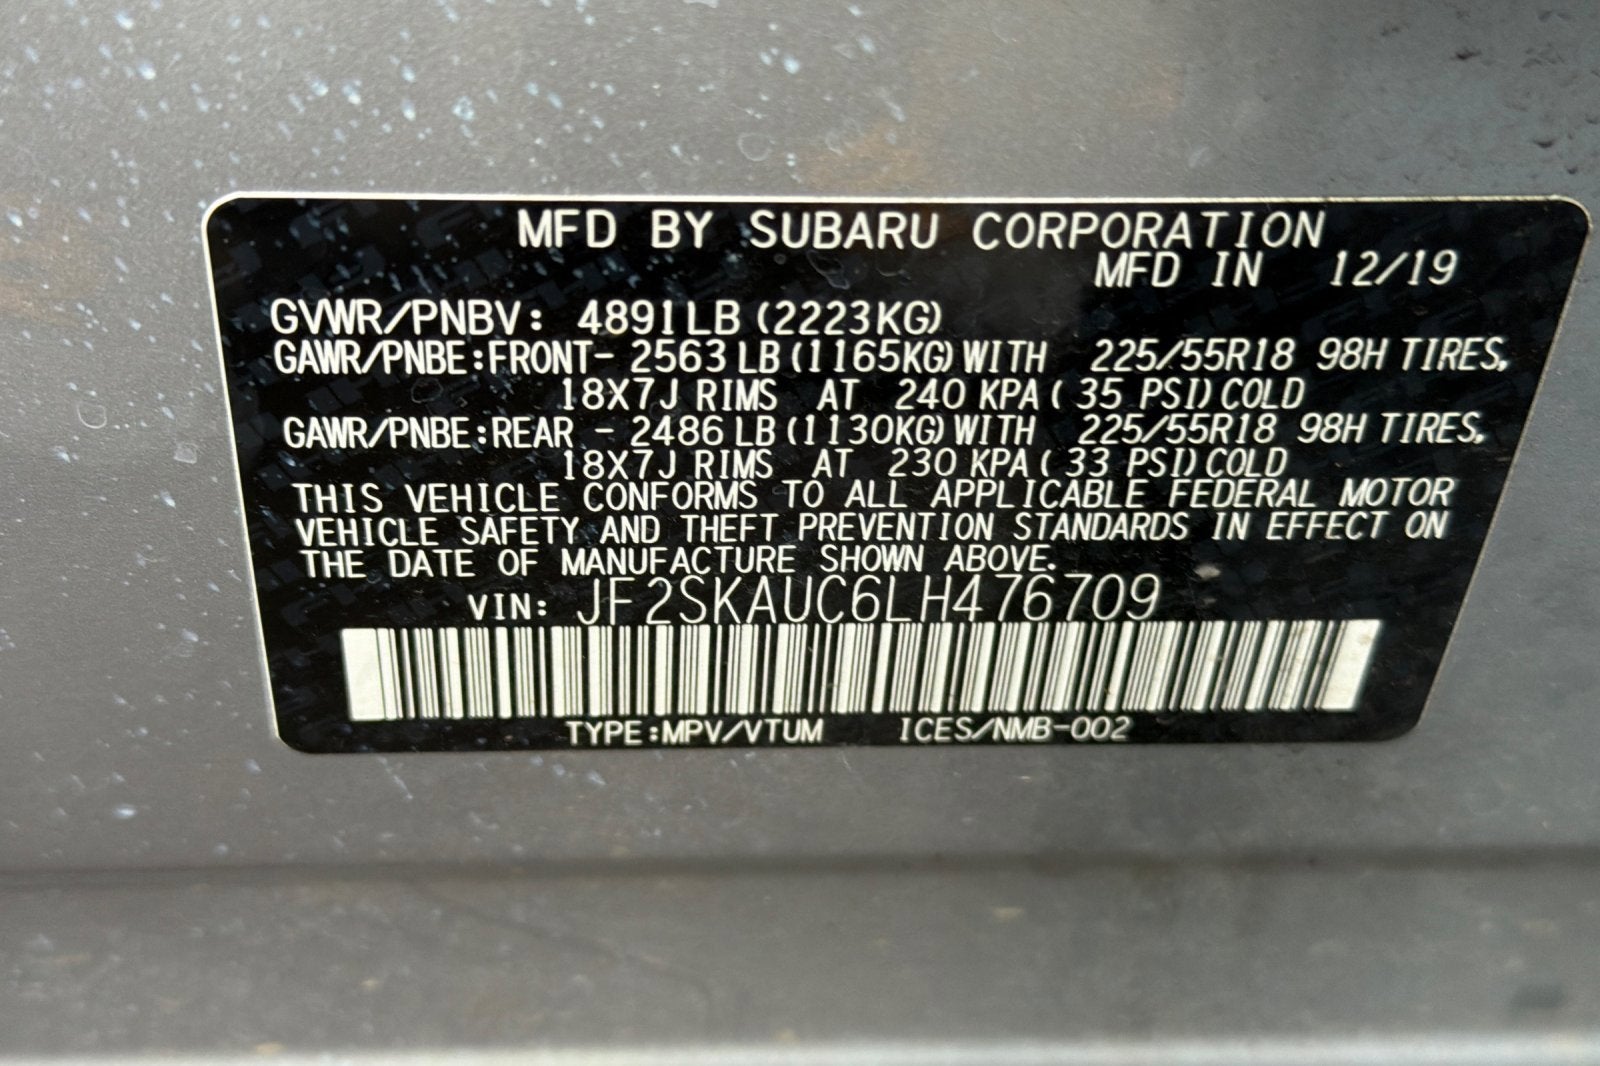 MFD BY SUBARU CORPORATION
MFD IN 12/19
GVWR/PNBV: 4891LB (2223KG)
GAWR/PNBE:FRONT- 2563 LB (1165KG) WITH 225/55R18 98H TIRES,
18X7J RIMS AT 240 KPA ( 35 PSI) COLD
GAWR/PNBE:REAR - 2486 LB (1130KG) WITH 225/55R18 98H TIRES,
18X7J RIMS AT 230 KPA ( 33 PSI) COLD
THIS VEHICLE CONFORMS TO ALL APPLICABLE FEDERAL MOTOR
VEHICLE SAFETY AND THEFT PREVENTION STANDARDS IN EFFECT ON
THE DATE OF MANUFACTURE SHOWN ABOVE.
VIN: JF2SKAUC6LH476709
TYPE:MPV/VTUM ICES/NMB-002